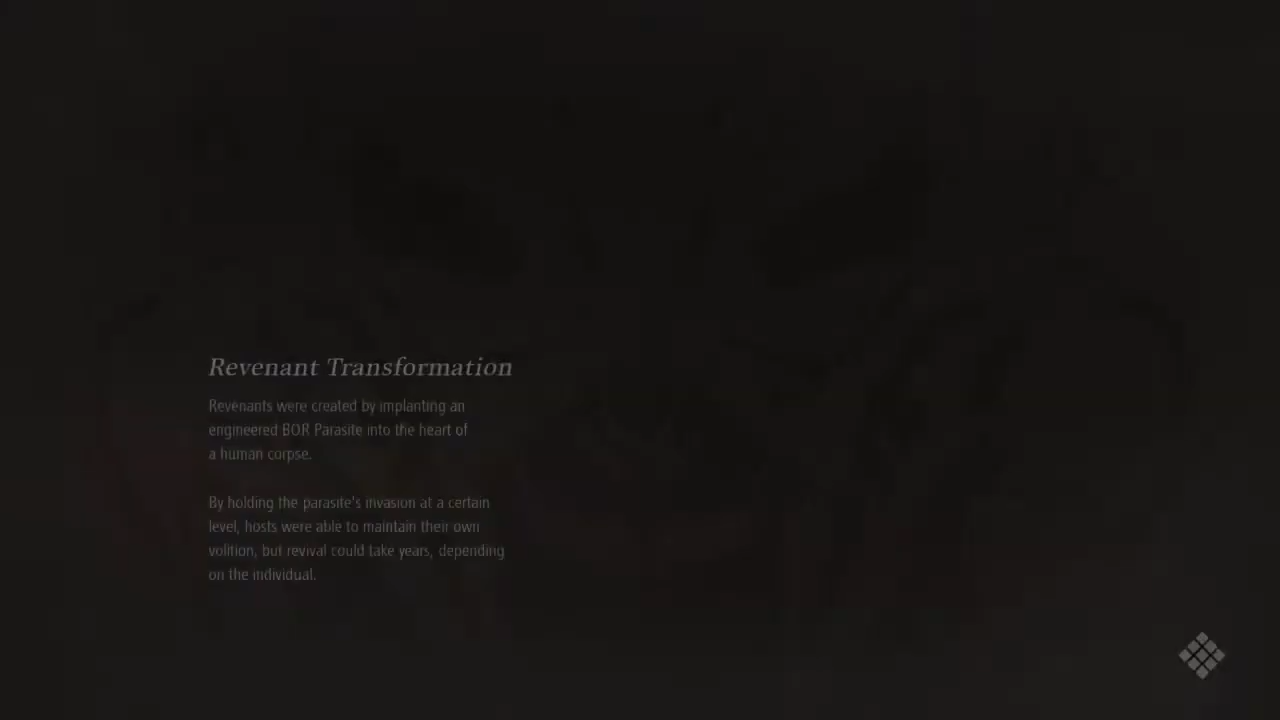 Revenant Transformation
Revenants were created by implanting an
engineered BOR Parasite into the heart of
a human corpse.
By holding the parasite's invasion at a certain
level, hosts were able to maintain their own
volition, but revival could take years, depending
on the individual.